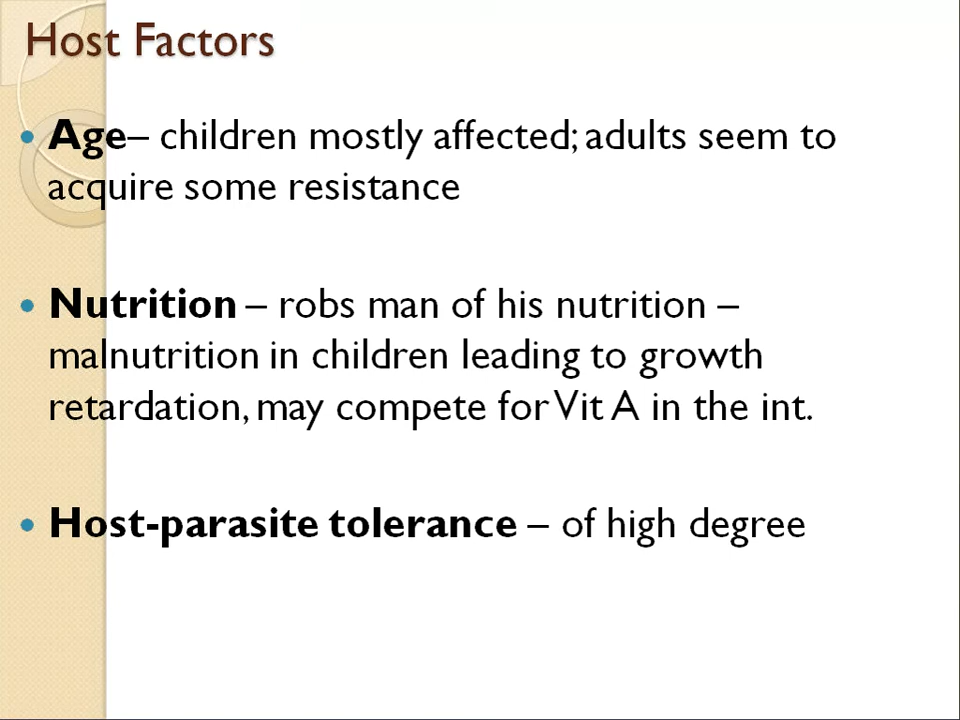 Host Factors
• Age– children mostly affected; adults seem to
acquire some resistance
• Nutrition – robs man of his nutrition –
malnutrition in children leading to growth
retardation, may compete for Vit A in the int.
• Host-parasite tolerance – of high degree